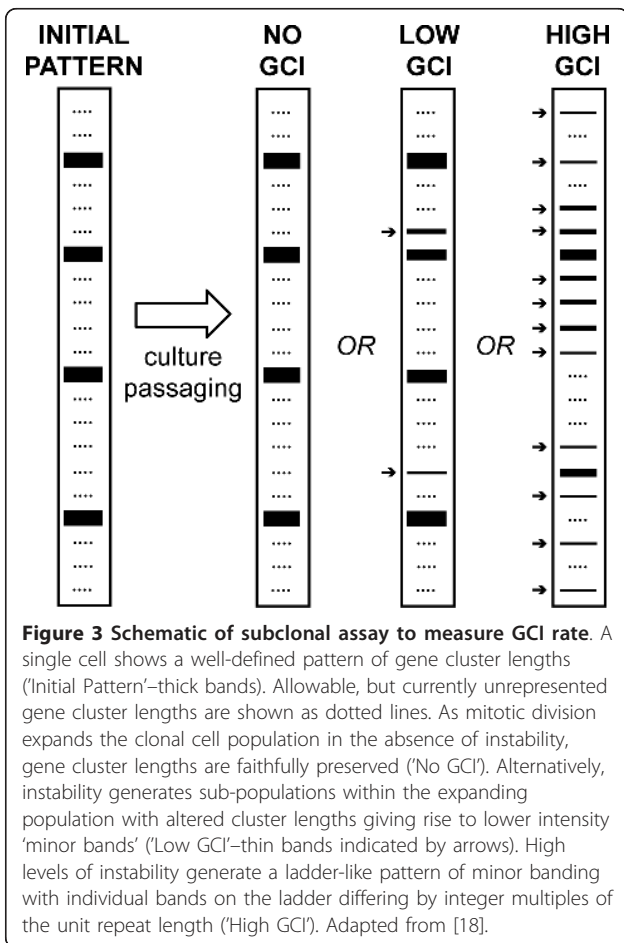 INITIAL PATTERN
NO GCI
LOW GCI
HIGH GCI
culture passaging
OR
OR
Figure 3 Schematic of subclonal assay to measure GCI rate. A
single cell shows a well-defined pattern of gene cluster lengths
('Initial Pattern'–thick bands). Allowable, but currently unrepresented
gene cluster lengths are shown as dotted lines. As mitotic division
expands the clonal cell population in the absence of instability,
gene cluster lengths are faithfully preserved ('No GCI'). Alternatively,
instability generates sub-populations within the expanding
population with altered cluster lengths giving rise to lower intensity
'minor bands' ('Low GCI'–thin bands indicated by arrows). High
levels of instability generate a ladder-like pattern of minor banding
with individual bands on the ladder differing by integer multiples of
the unit repeat length ('High GCI'). Adapted from [18].